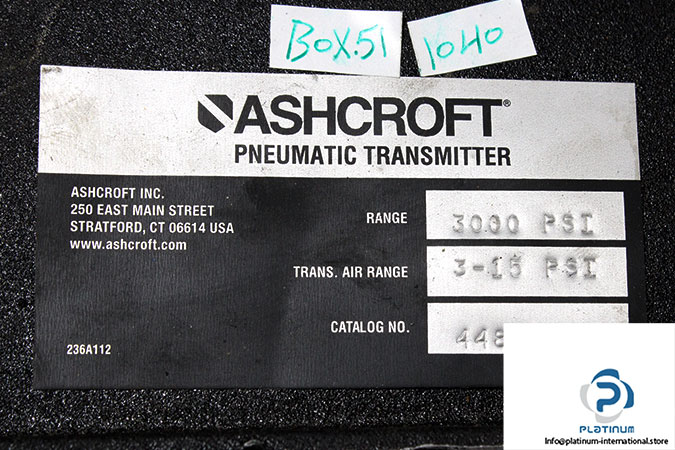 BOX.51
1040
ASHCROFT®
PNEUMATIC TRANSMITTER
ASHCROFT INC.
250 EAST MAIN STREET
STRATFORD, CT 06614 USA
www.ashcroft.com
RANGE
3000 PSI
TRANS. AIR RANGE
3-15 PSI
CATALOG NO.
236A112
PLATINUM
Info@platinum-international.store